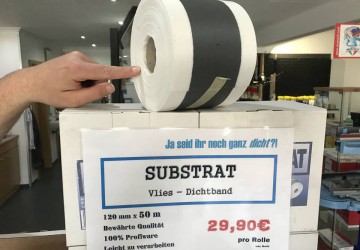 Ja seid ihr noch ganz dicht?!
SUBSTRAT
Vlies - Dichtband
120 mm x 50 m
Bewährte Qualität
100% Profiware
Leicht zu verarbeiten
29,90€
pro Rolle